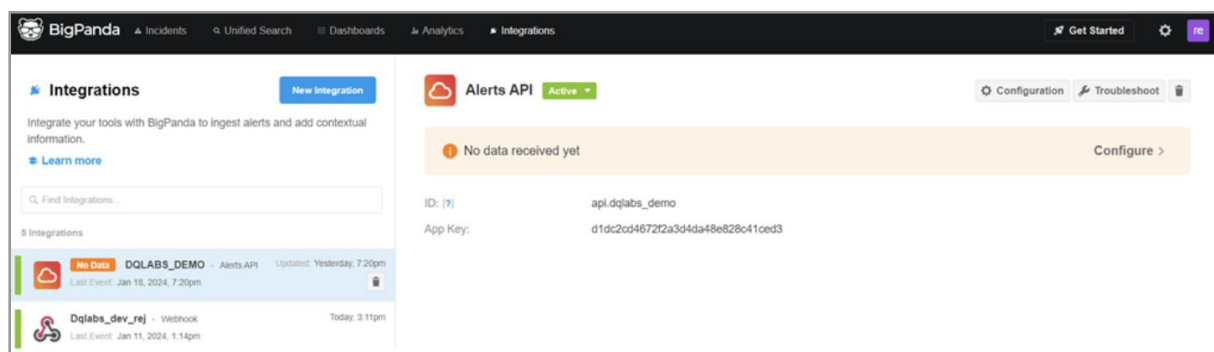 BigPanda Incidents Unified Search Dashboards Analytics Integrations Get Started re
Integrations New Integration
Integrate your tools with BigPanda to ingest alerts and add contextual
information.
Learn more
Find Integrations...
5 Integrations
No Data DQLABS_DEMO - Alerts API Updated: Yesterday, 7:20pm
Last Event: Jan 18, 2024, 7:20pm
Dqlabs_dev_rej - Webhook Today, 3:11pm
Last Event: Jan 11, 2024, 1:14pm
Alerts API Active Configuration Troubleshoot
No data received yet Configure >
ID: [?] api.dqlabs_demo
App Key: d1dc2cd4672f2a3d4da48e828c41ced3